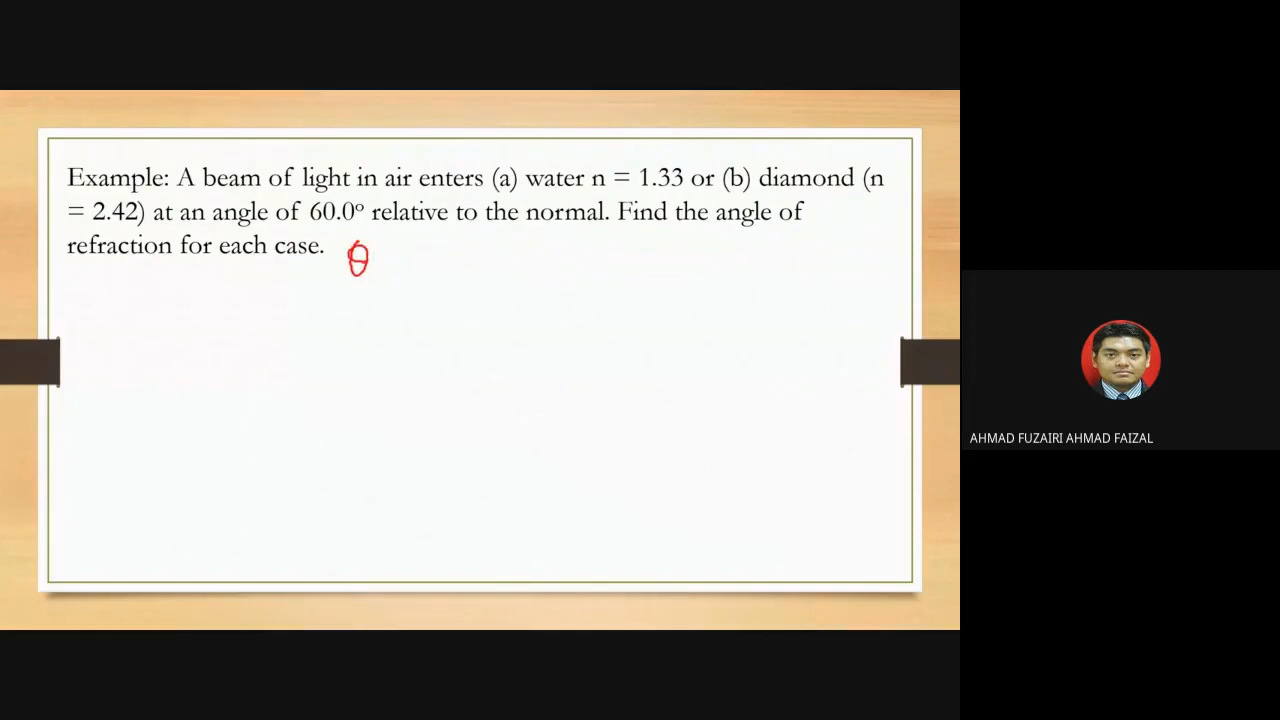 Example: A beam of light in air enters (a) water n = 1.33 or (b) diamond (n
= 2.42) at an angle of 60.0° relative to the normal. Find the angle of
refraction for each case. θ
AHMAD FUZAIRI AHMAD FAIZAL